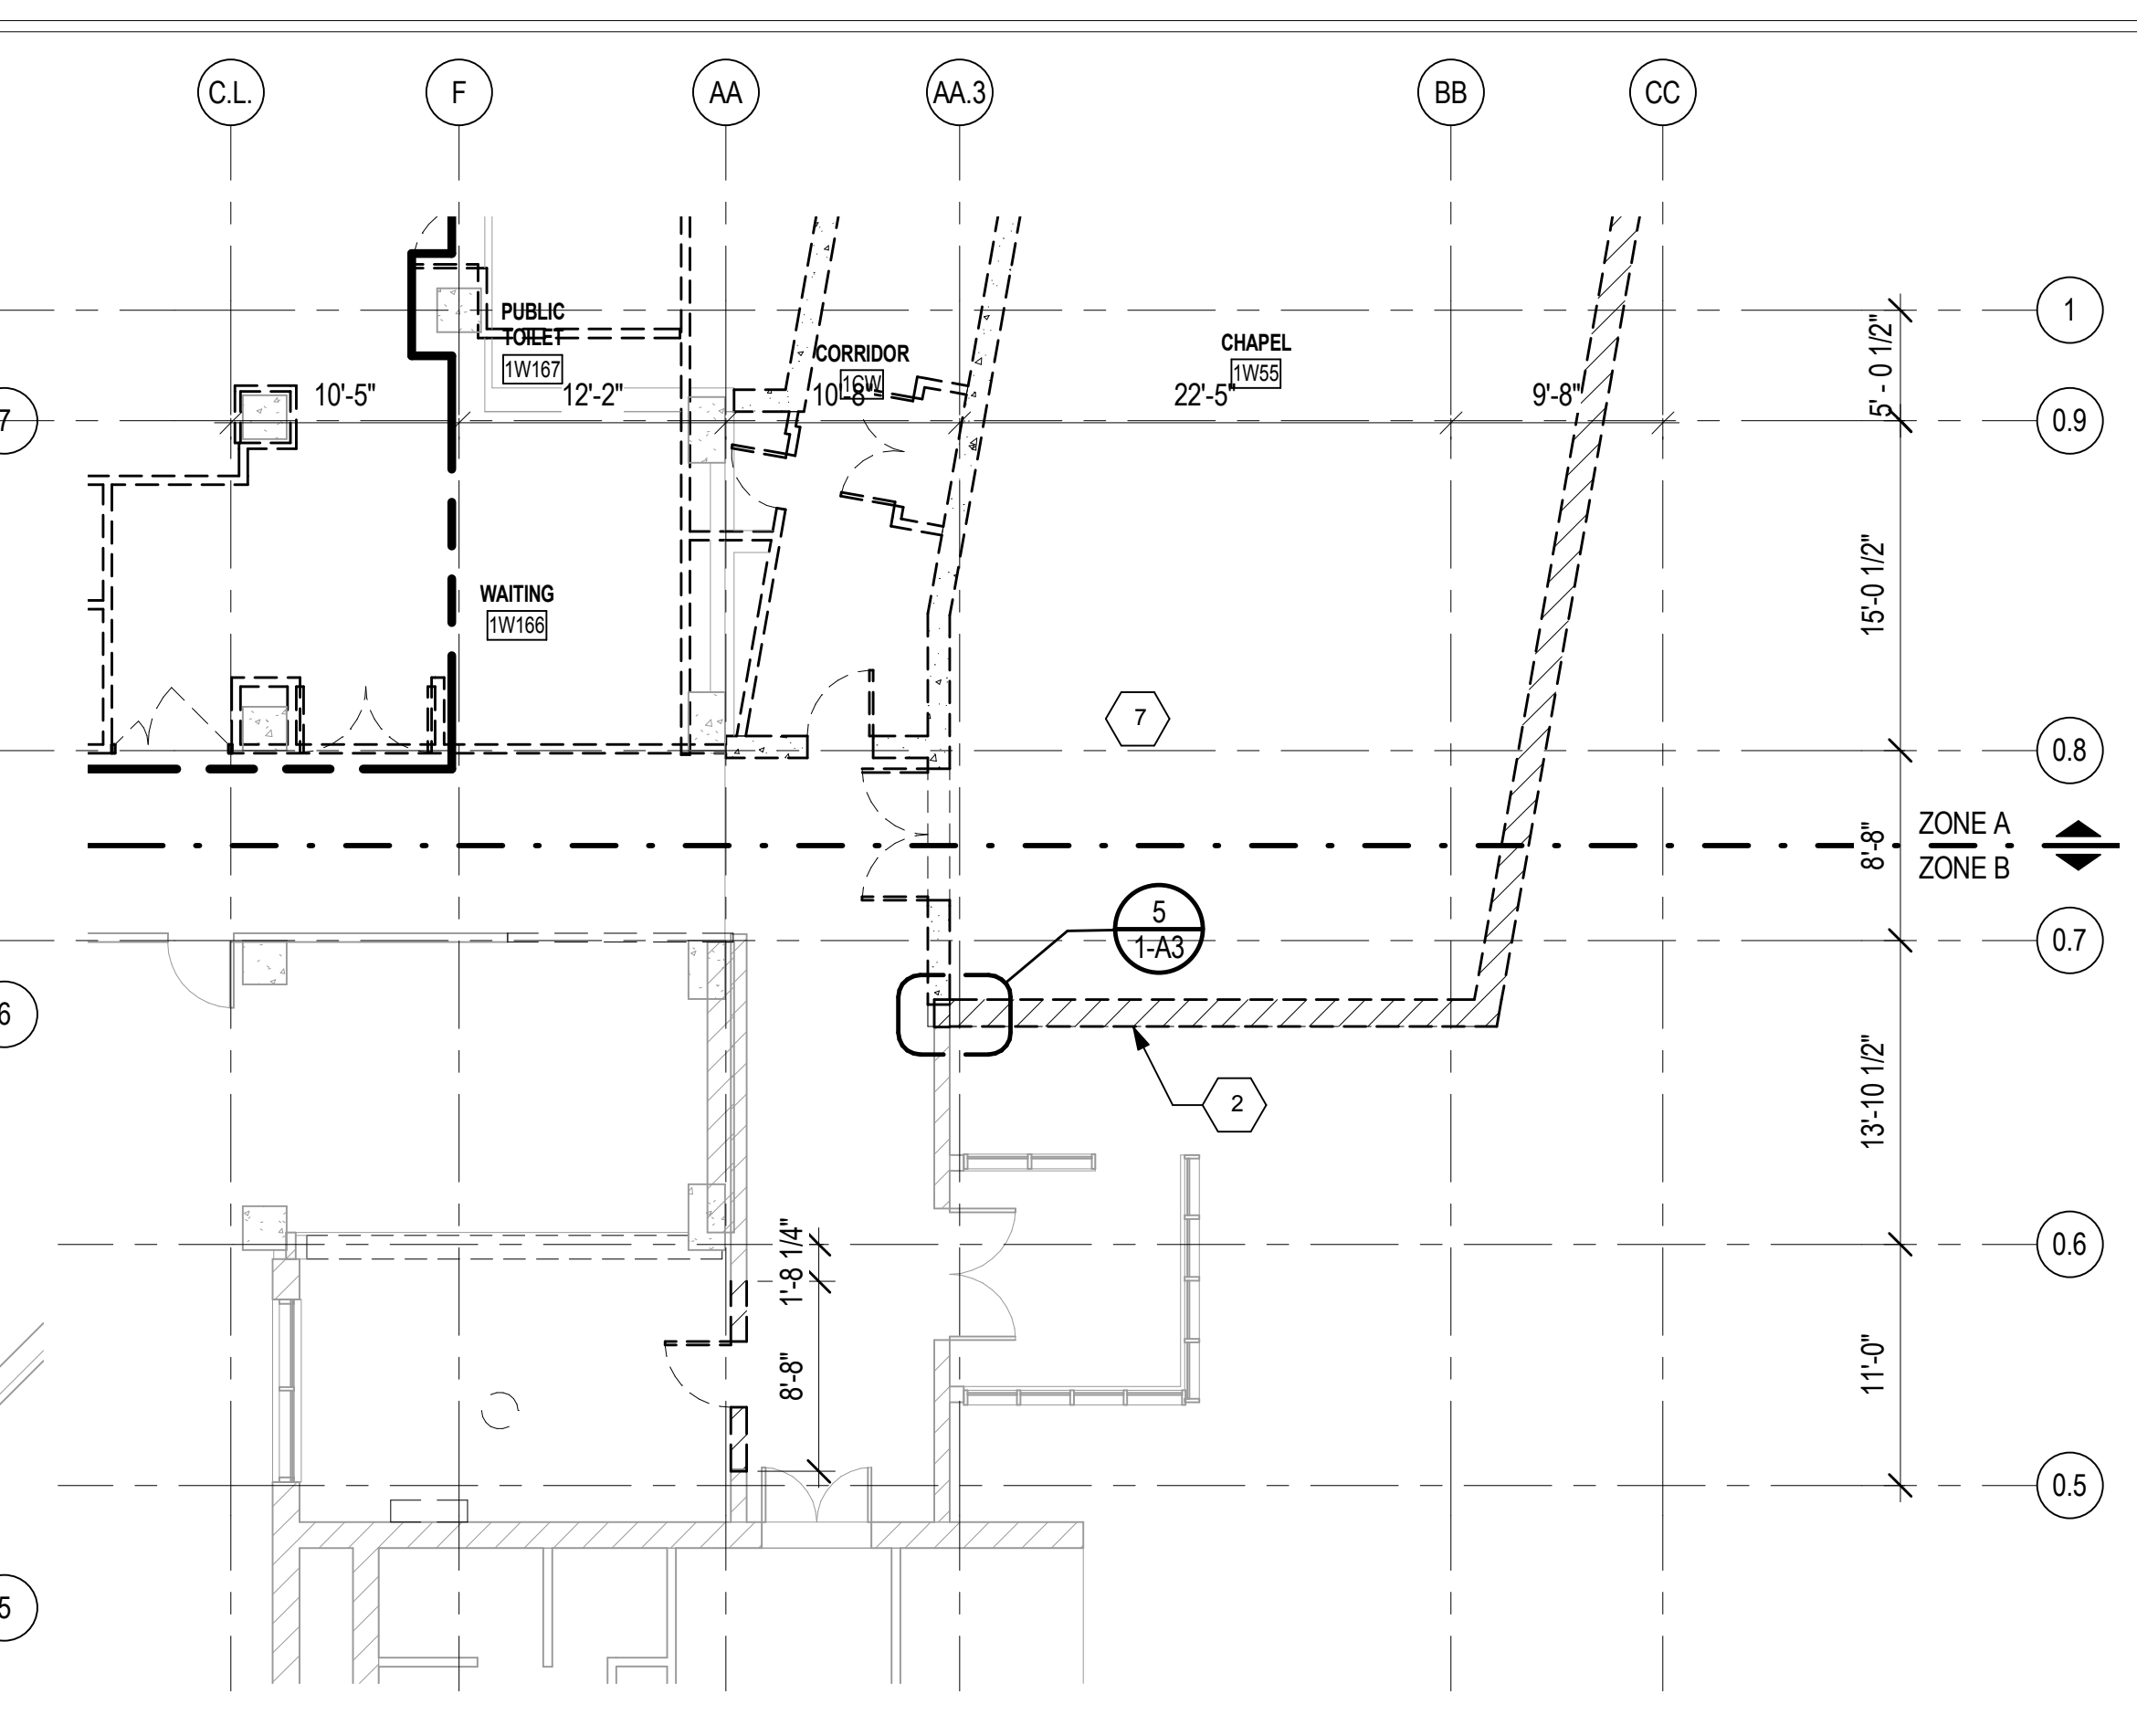 C.L.
F
AA
AA.3
BB
CC
1
PUBLIC
TOILET
1W167
CORRIDOR
1CW
CHAPEL
1W55
5' - 0 1/2"
10'-5"
12'-2"
10'-8"
22'-5"
9'-8"
7
0.9
15'-0 1/2"
WAITING
1W166
7
0.8
ZONE A
8'-8"
ZONE B
5
1-A3
0.7
6
13'-10 1/2"
2
1'-8 1/4"
0.6
8'-8"
11'-0"
0.5
5